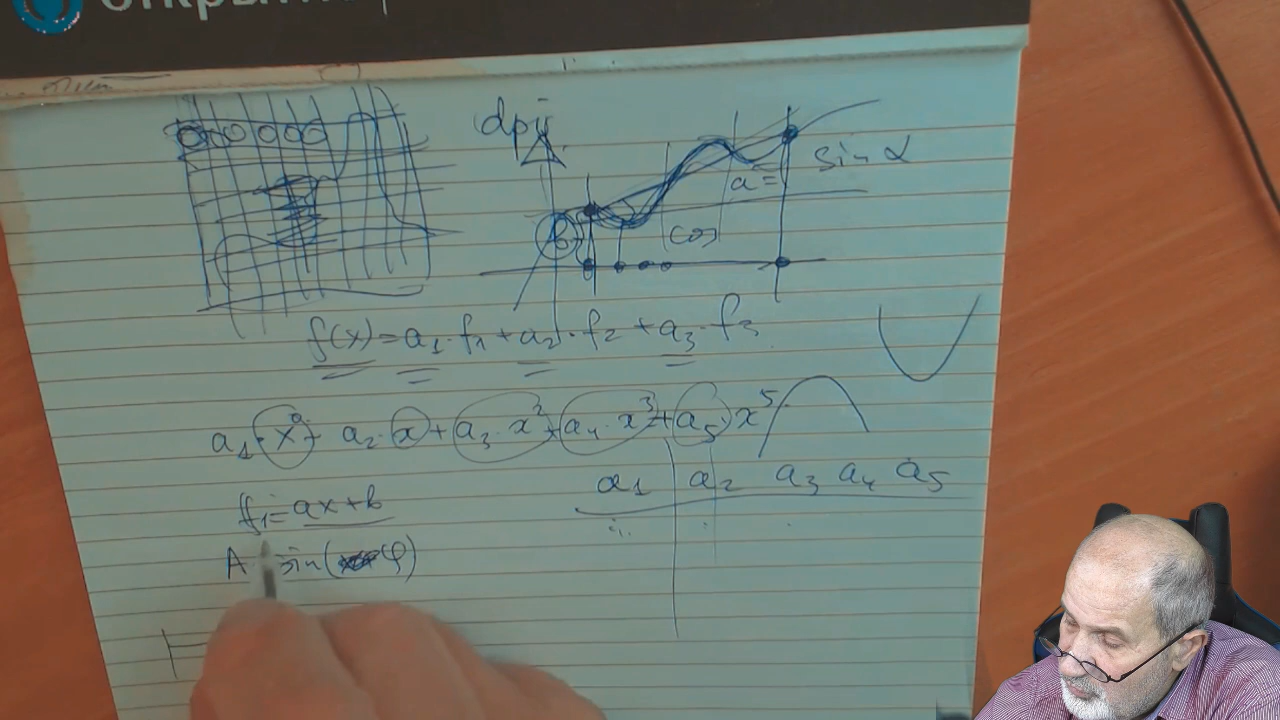 dpi
sin α
a =
b
cos
f(x) = a₁·f₁ + a₂·f₂ + a₃·f₃
a₁·x⁰ + a₂·x + a₃·x² + a₄·x³ + a₅·x⁵
a₁ a₂ a₃ a₄ a₅
f₁ = ax + b
A sin( φ)